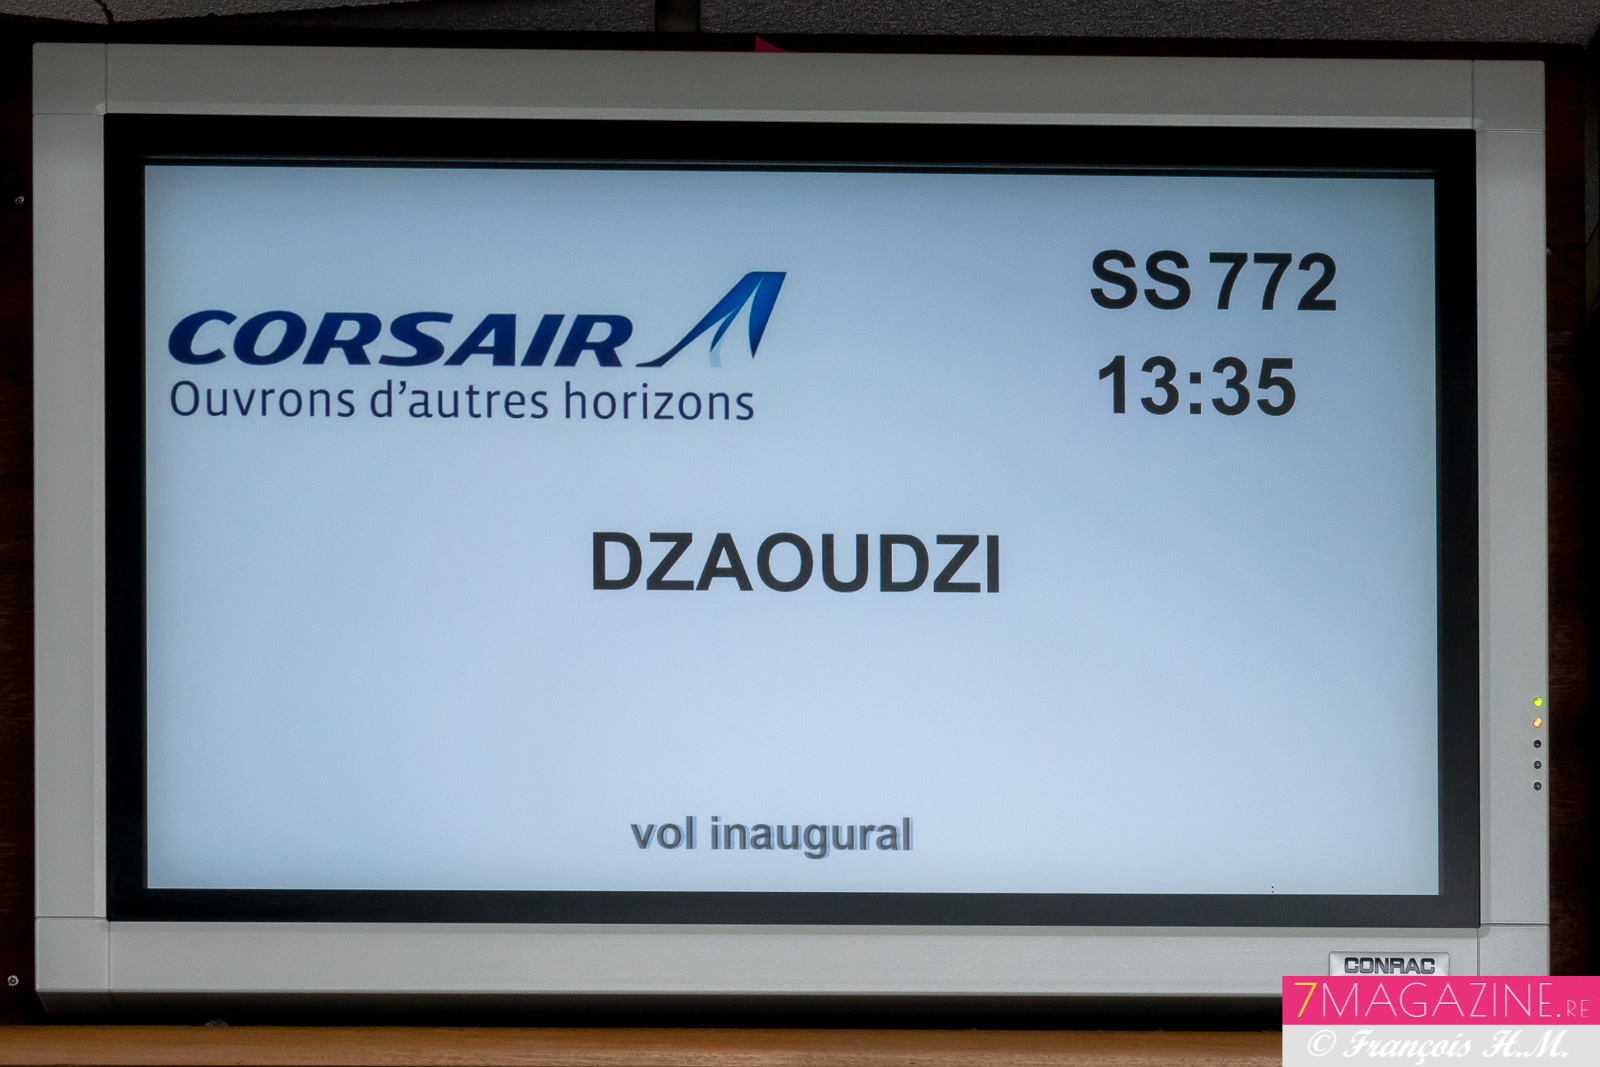 CORSAIR
Ouvrons d'autres horizons
SS 772
13:35
DZAOUDZI
vol inaugural
CONRAC
7MAGAZINE.RE
© François H.M.